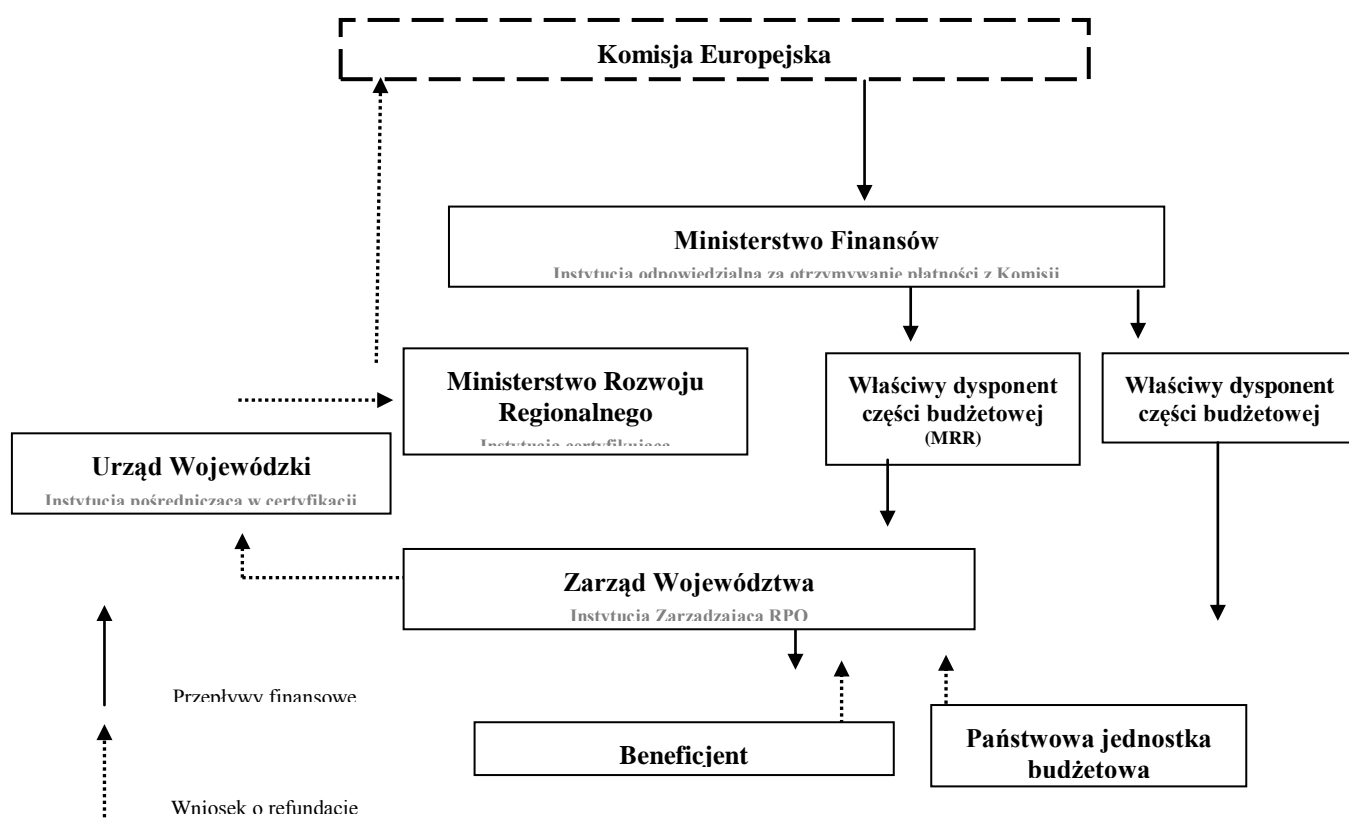 Komisja Europejska
Ministerstwo Finansów
Instytucja odpowiedzialna za otrzymywanie płatności z Komisji
Ministerstwo Rozwoju
Regionalnego
Instytucja certyfikująca
Właściwy dysponent
części budżetowej
(MRR)
Właściwy dysponent
części budżetowej
Urząd Wojewódzki
Instytucja pośrednicząca w certyfikacji
Zarząd Województwa
Instytucja Zarządzająca RPO
Przepływy finansowe
Beneficjent
Państwowa jednostka
budżetowa
Wniosek o refundację